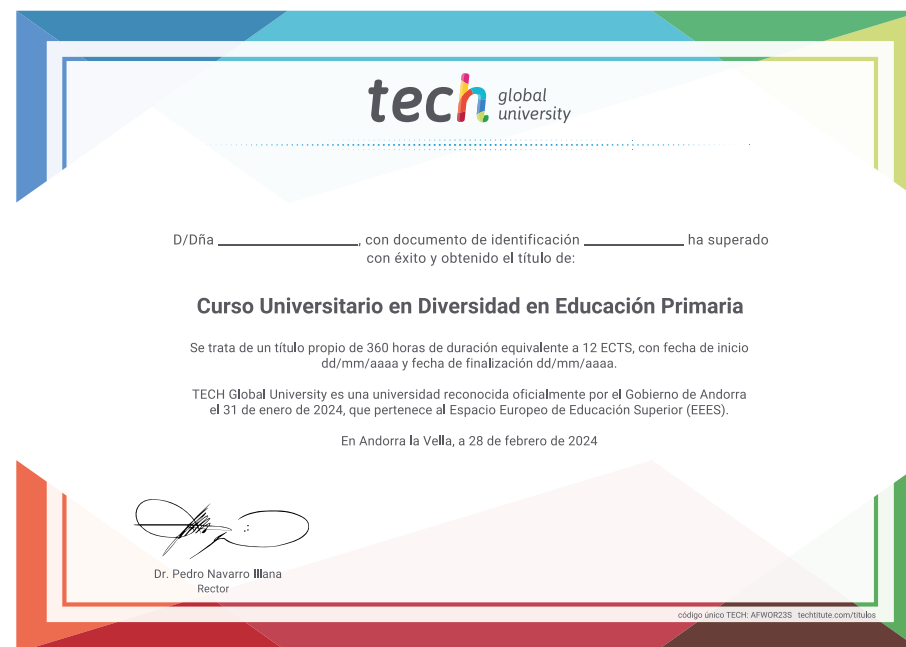 tech global university
D/Dña ______________, con documento de identificación __________ ha superado
con éxito y obtenido el título de:
Curso Universitario en Diversidad en Educación Primaria
Se trata de un título propio de 360 horas de duración equivalente a 12 ECTS, con fecha de inicio
dd/mm/aaaa y fecha de finalización dd/mm/aaaa.
TECH Global University es una universidad reconocida oficialmente por el Gobierno de Andorra
el 31 de enero de 2024, que pertenece al Espacio Europeo de Educación Superior (EEES).
En Andorra la Vella, a 28 de febrero de 2024
Dr. Pedro Navarro Illana
Rector
código único TECH: AFWOR23S techtitute.com/titulos